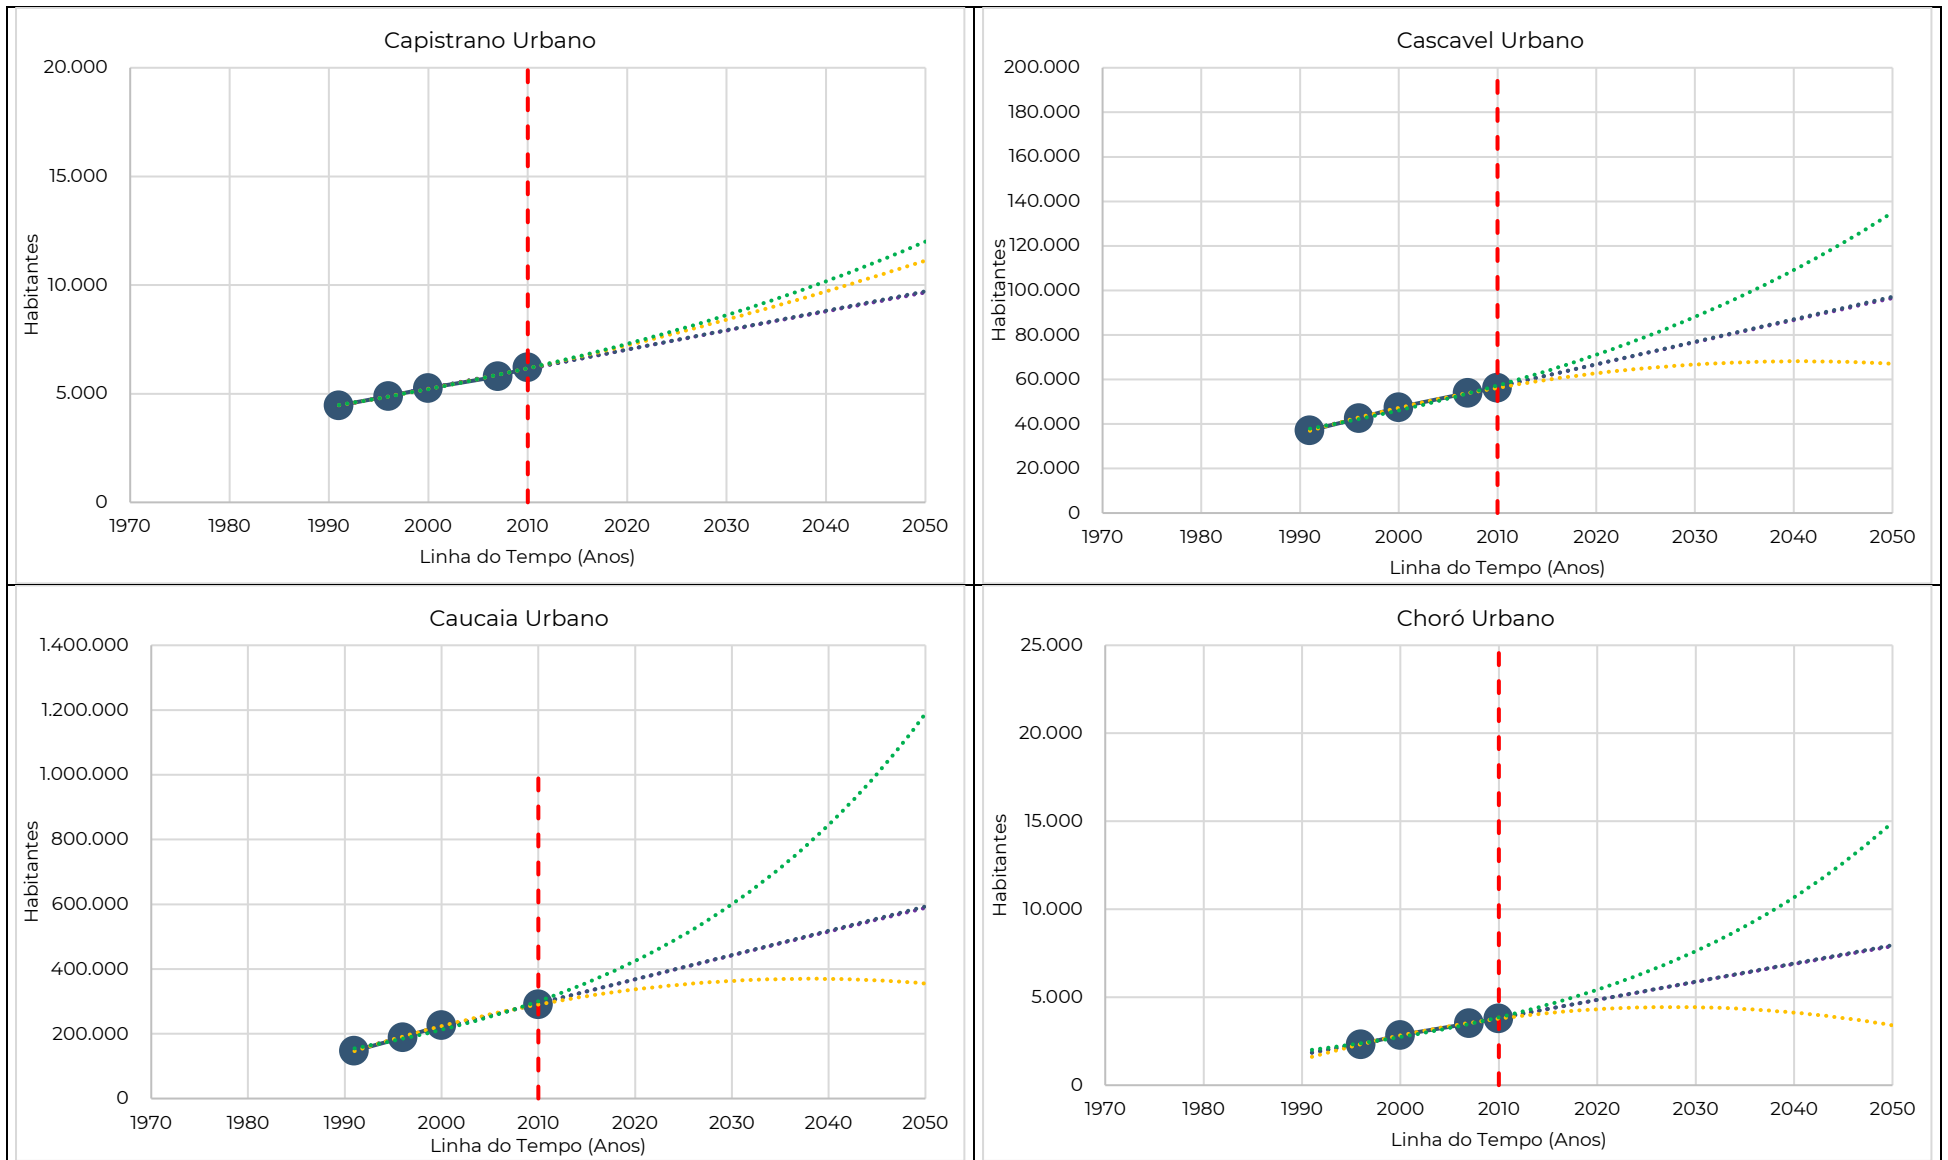 Capistrano Urbano
20.000
15.000
10.000
5.000
0
Habitantes
1970 1980 1990 2000 2010 2020 2030 2040 2050
Linha do Tempo (Anos)
Cascavel Urbano
200.000
180.000
160.000
140.000
120.000
100.000
80.000
60.000
40.000
20.000
0
Habitantes
1970 1980 1990 2000 2010 2020 2030 2040 2050
Linha do Tempo (Anos)
Caucaia Urbano
1.400.000
1.200.000
1.000.000
800.000
600.000
400.000
200.000
0
Habitantes
1970 1980 1990 2000 2010 2020 2030 2040 2050
Linha do Tempo (Anos)
Choró Urbano
25.000
20.000
15.000
10.000
5.000
0
Habitantes
1970 1980 1990 2000 2010 2020 2030 2040 2050
Linha do Tempo (Anos)